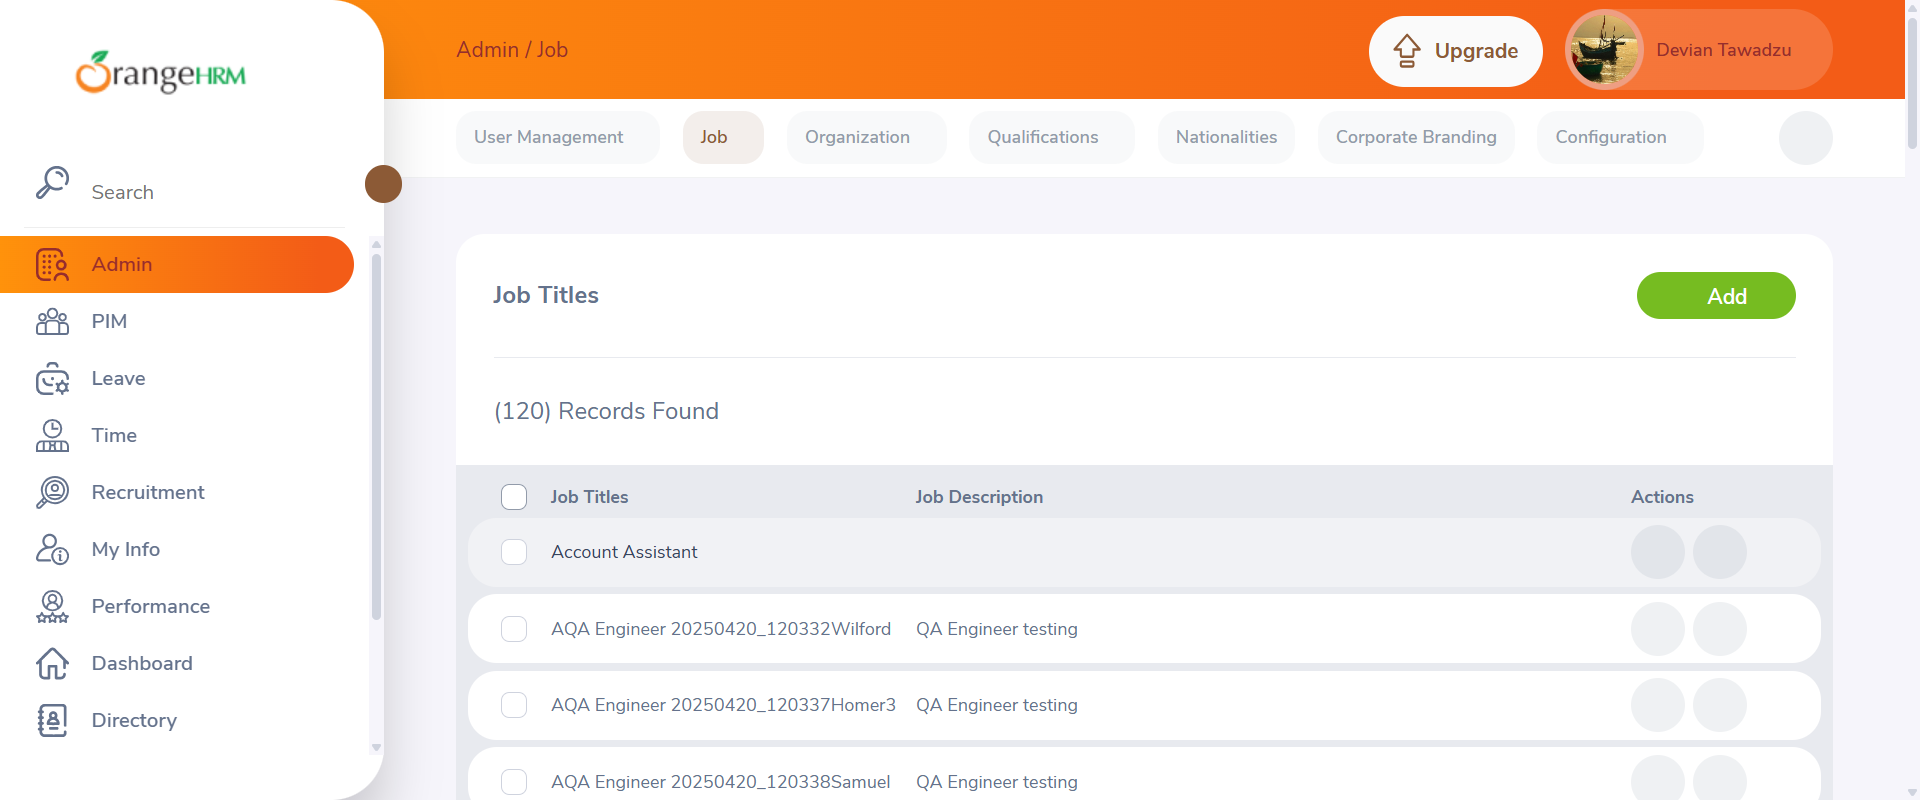 Admin / Job
Upgrade
Devian Tawadzu
OrangeHRM
User Management
Job
Organization
Qualifications
Nationalities
Corporate Branding
Configuration
Search
Admin
PIM
Leave
Time
Recruitment
My Info
Performance
Dashboard
Directory
Job Titles
Add
(120) Records Found
Job Titles Job Description Actions
Account Assistant
AQA Engineer 20250420_120332Wilford QA Engineer testing
AQA Engineer 20250420_120337Homer3 QA Engineer testing
AQA Engineer 20250420_120338Samuel QA Engineer testing